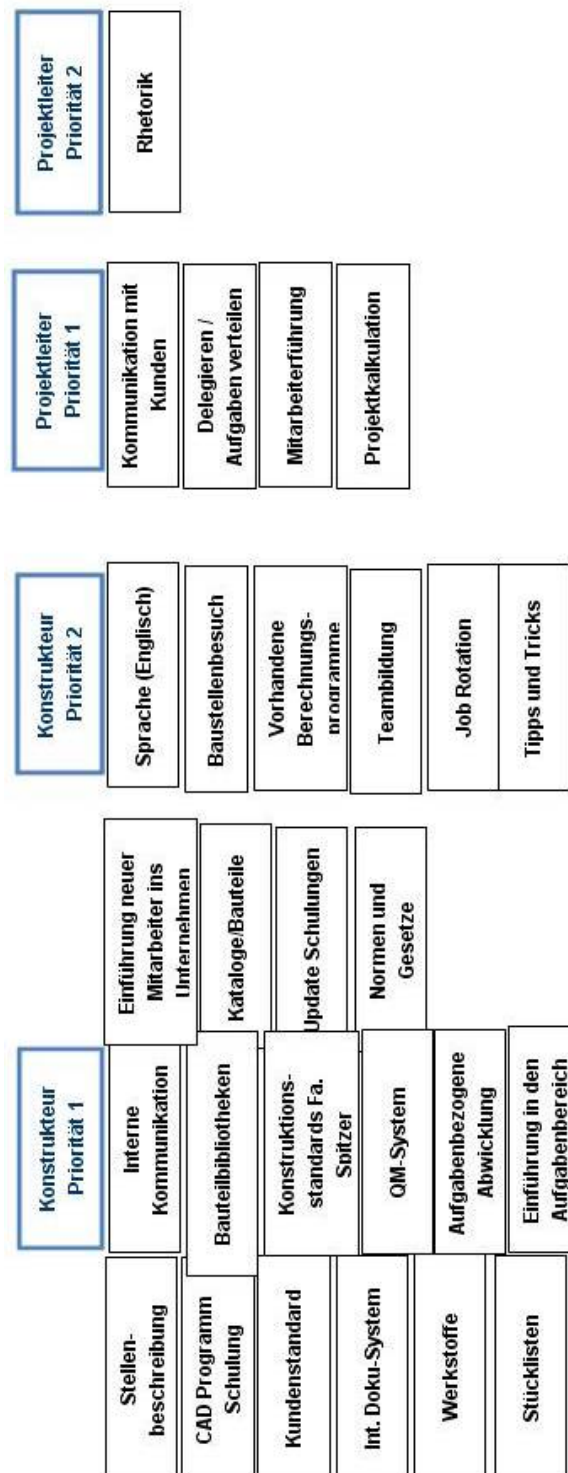 Konstrukteur
Priorität 1
Stellen-
beschreibung
CAD Programm
Schulung
Kundenstandard
Int. Doku-System
Werkstoffe
Stücklisten
Interne
Kommunikation
Bauteilbibliotheken
Konstruktions-
standards Fa.
Spitzer
QM-System
Aufgabenbezogene
Abwicklung
Einführung in den
Aufgabenbereich
Einführung neuer
Mitarbeiter ins
Unternehmen
Kataloge/Bauteile
Update Schulungen
Normen und
Gesetze
Konstrukteur
Priorität 2
Sprache (Englisch)
Baustellenbesuch
Vorhandene
Berechnungs-
programme
Teambildung
Job Rotation
Tipps und Tricks
Projektleiter
Priorität 1
Kommunikation mit
Kunden
Delegieren /
Aufgaben verteilen
Mitarbeiterführung
Projektkalkulation
Projektleiter
Priorität 2
Rhetorik